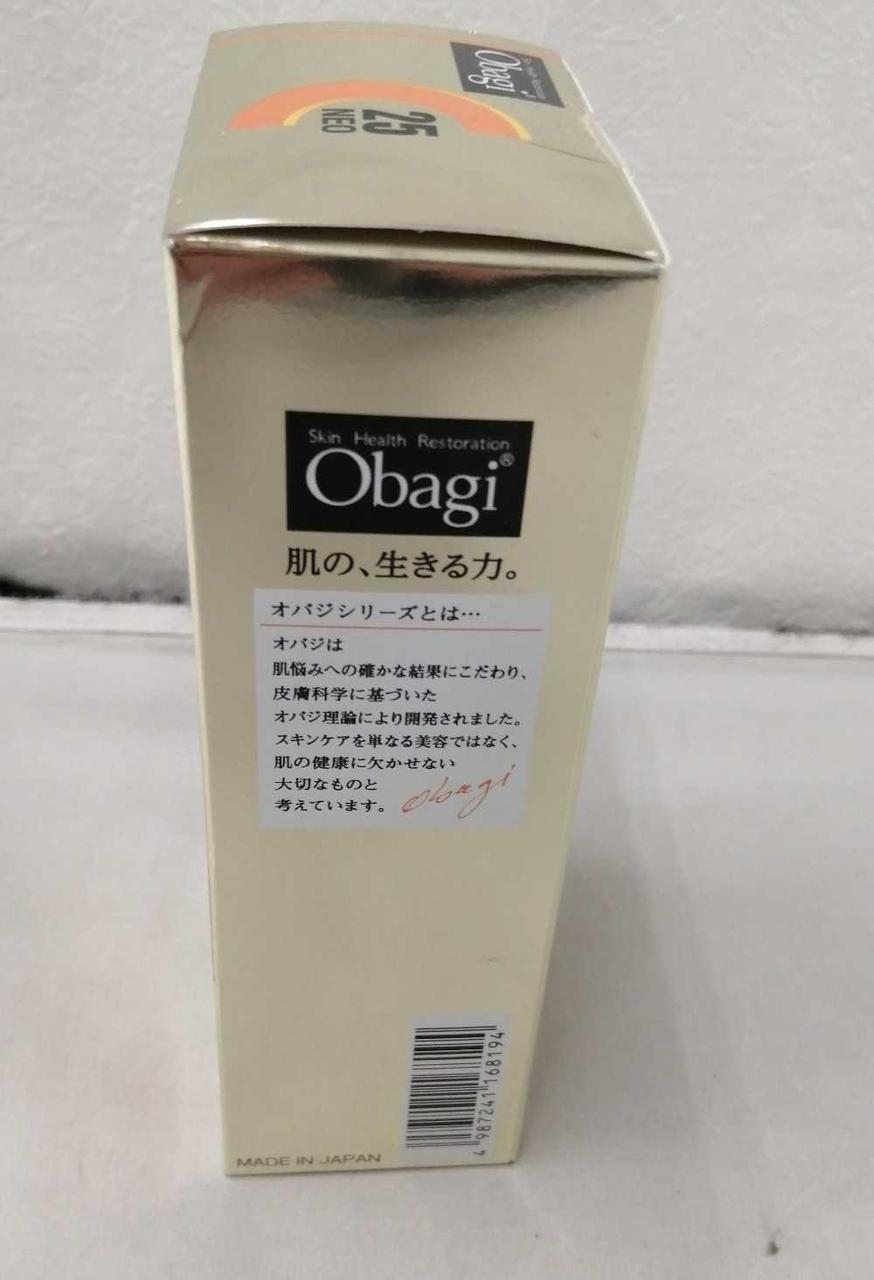 Obagi
25
NEO
Skin Health Restoration
Obagi®
肌の、生きる力。
オバジシリーズとは…
オバジは
肌悩みへの確かな結果にこだわり、
皮膚科学に基づいた
オバジ理論により開発されました。
スキンケアを単なる美容ではなく、
肌の健康に欠かせない
大切なものと
考えています。
Obagi
4987241168194
MADE IN JAPAN